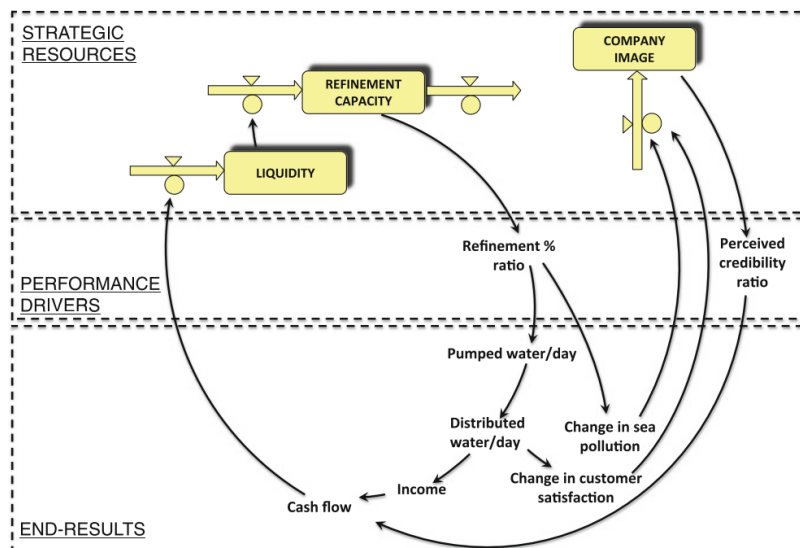 STRATEGIC
RESOURCES
COMPANY
IMAGE
REFINEMENT
CAPACITY
LIQUIDITY
Refinement %
ratio
Perceived
credibility
ratio
PERFORMANCE
DRIVERS
Pumped water/day
Distributed
water/day
Change in sea
pollution
Change in customer
satisfaction
Income
Cash flow
END-RESULTS